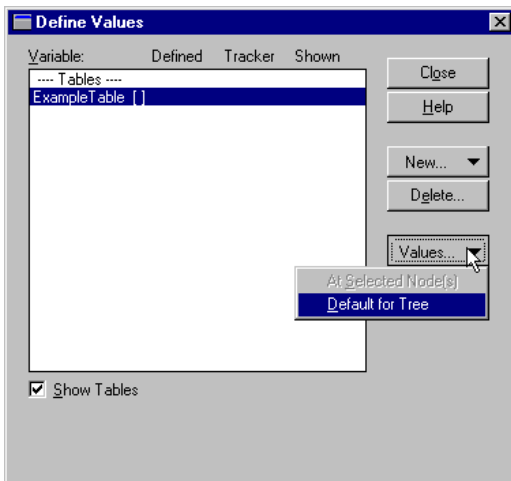 Define Values
Variable: Defined Tracker Shown
---- Tables ----
ExampleTable []
Close
Help
New...
Delete...
Values...
At Selected Node(s)
Default for Tree
Show Tables